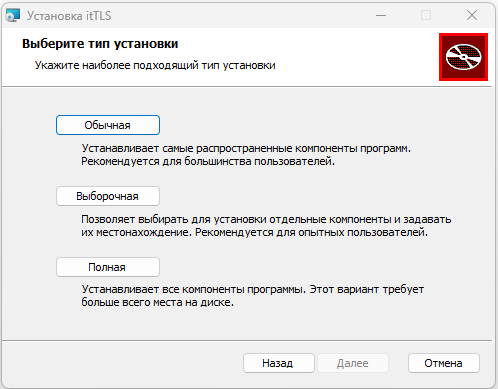 Установка itTLS
Выберите тип установки
Укажите наиболее подходящий тип установки
Обычная
Устанавливает самые распространенные компоненты программ.
Рекомендуется для большинства пользователей.
Выборочная
Позволяет выбирать для установки отдельные компоненты и задавать
их местонахождение. Рекомендуется для опытных пользователей.
Полная
Устанавливает все компоненты программы. Этот вариант требует
больше всего места на диске.
Назад
Далее
Отмена